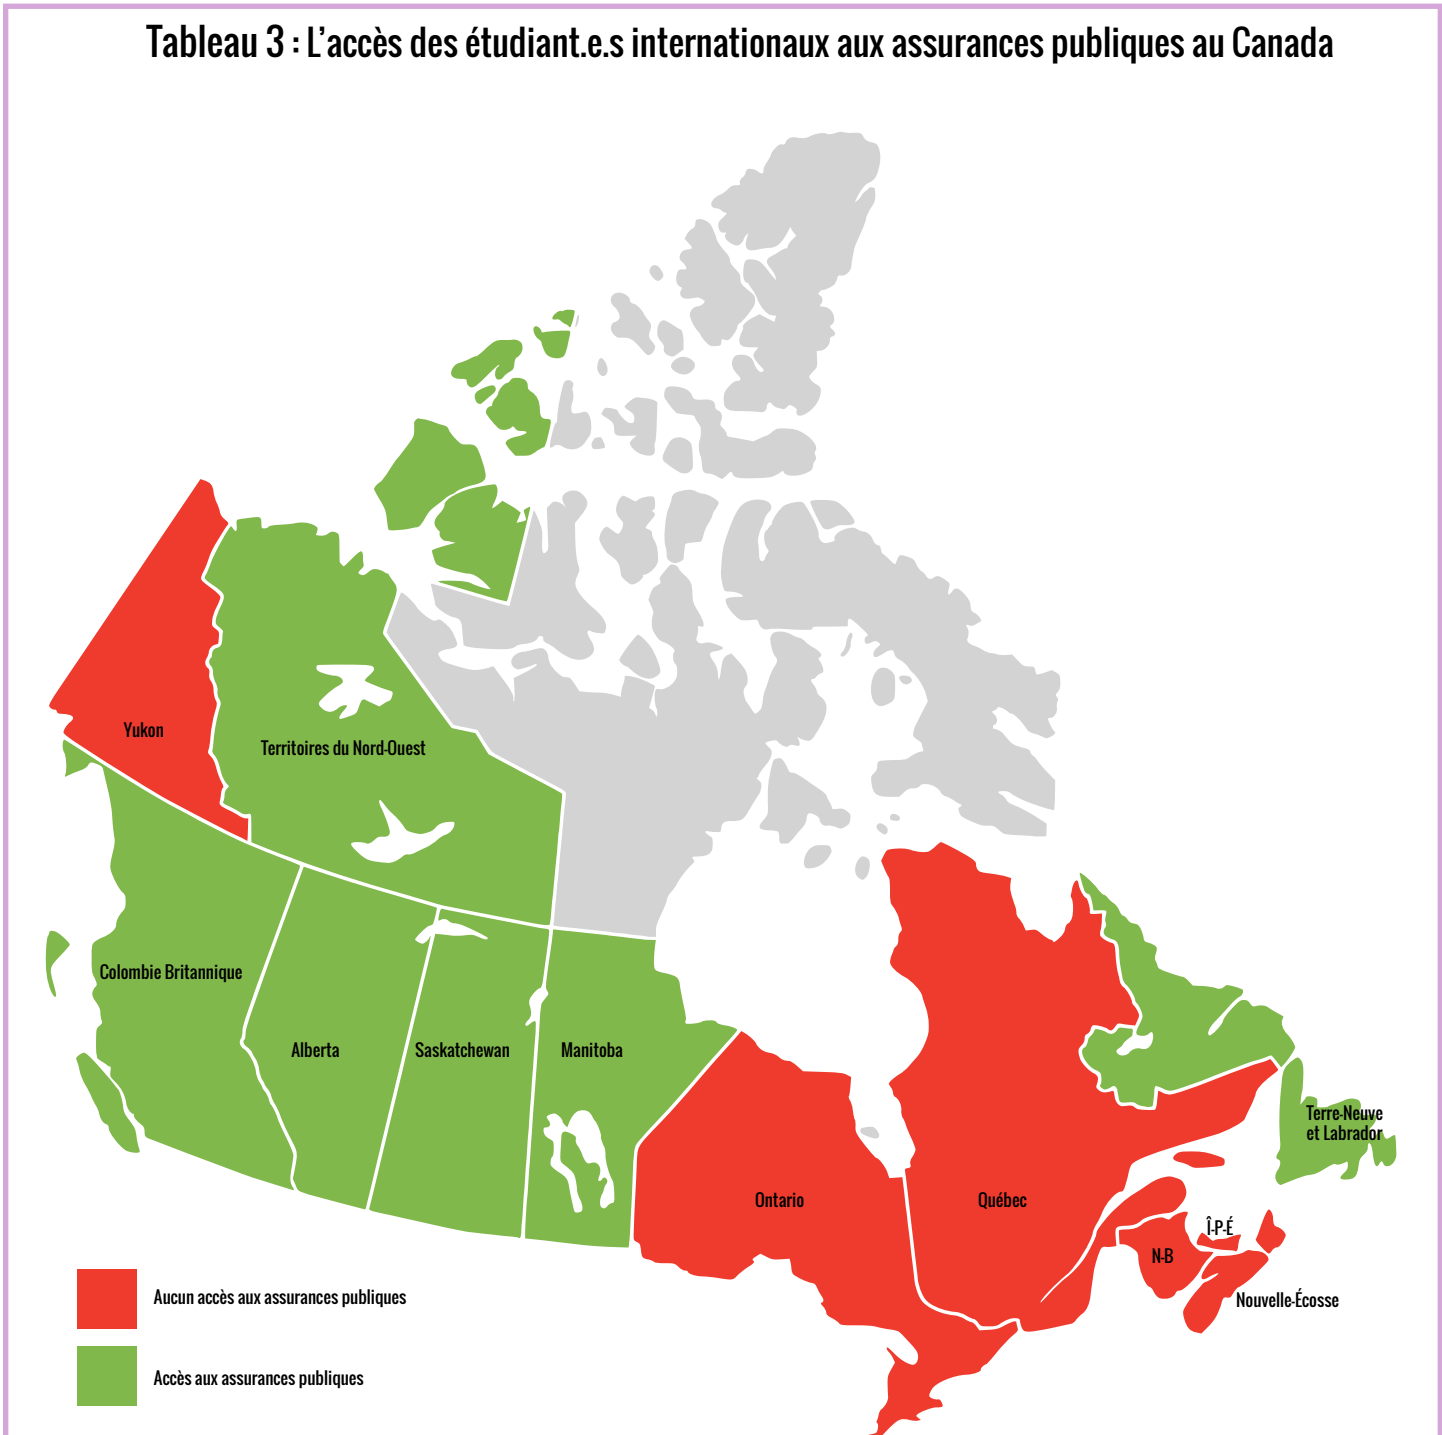 Tableau 3 : L’accès des étudiant.e.s internationaux aux assurances publiques au Canada
Yukon
Territoires du Nord-Ouest
Colombie Britannique
Alberta
Saskatchewan
Manitoba
Terre-Neuve
et Labrador
Ontario
Québec
Î-P-É
N-B
Nouvelle-Écosse
Aucun accès aux assurances publiques
Accès aux assurances publiques